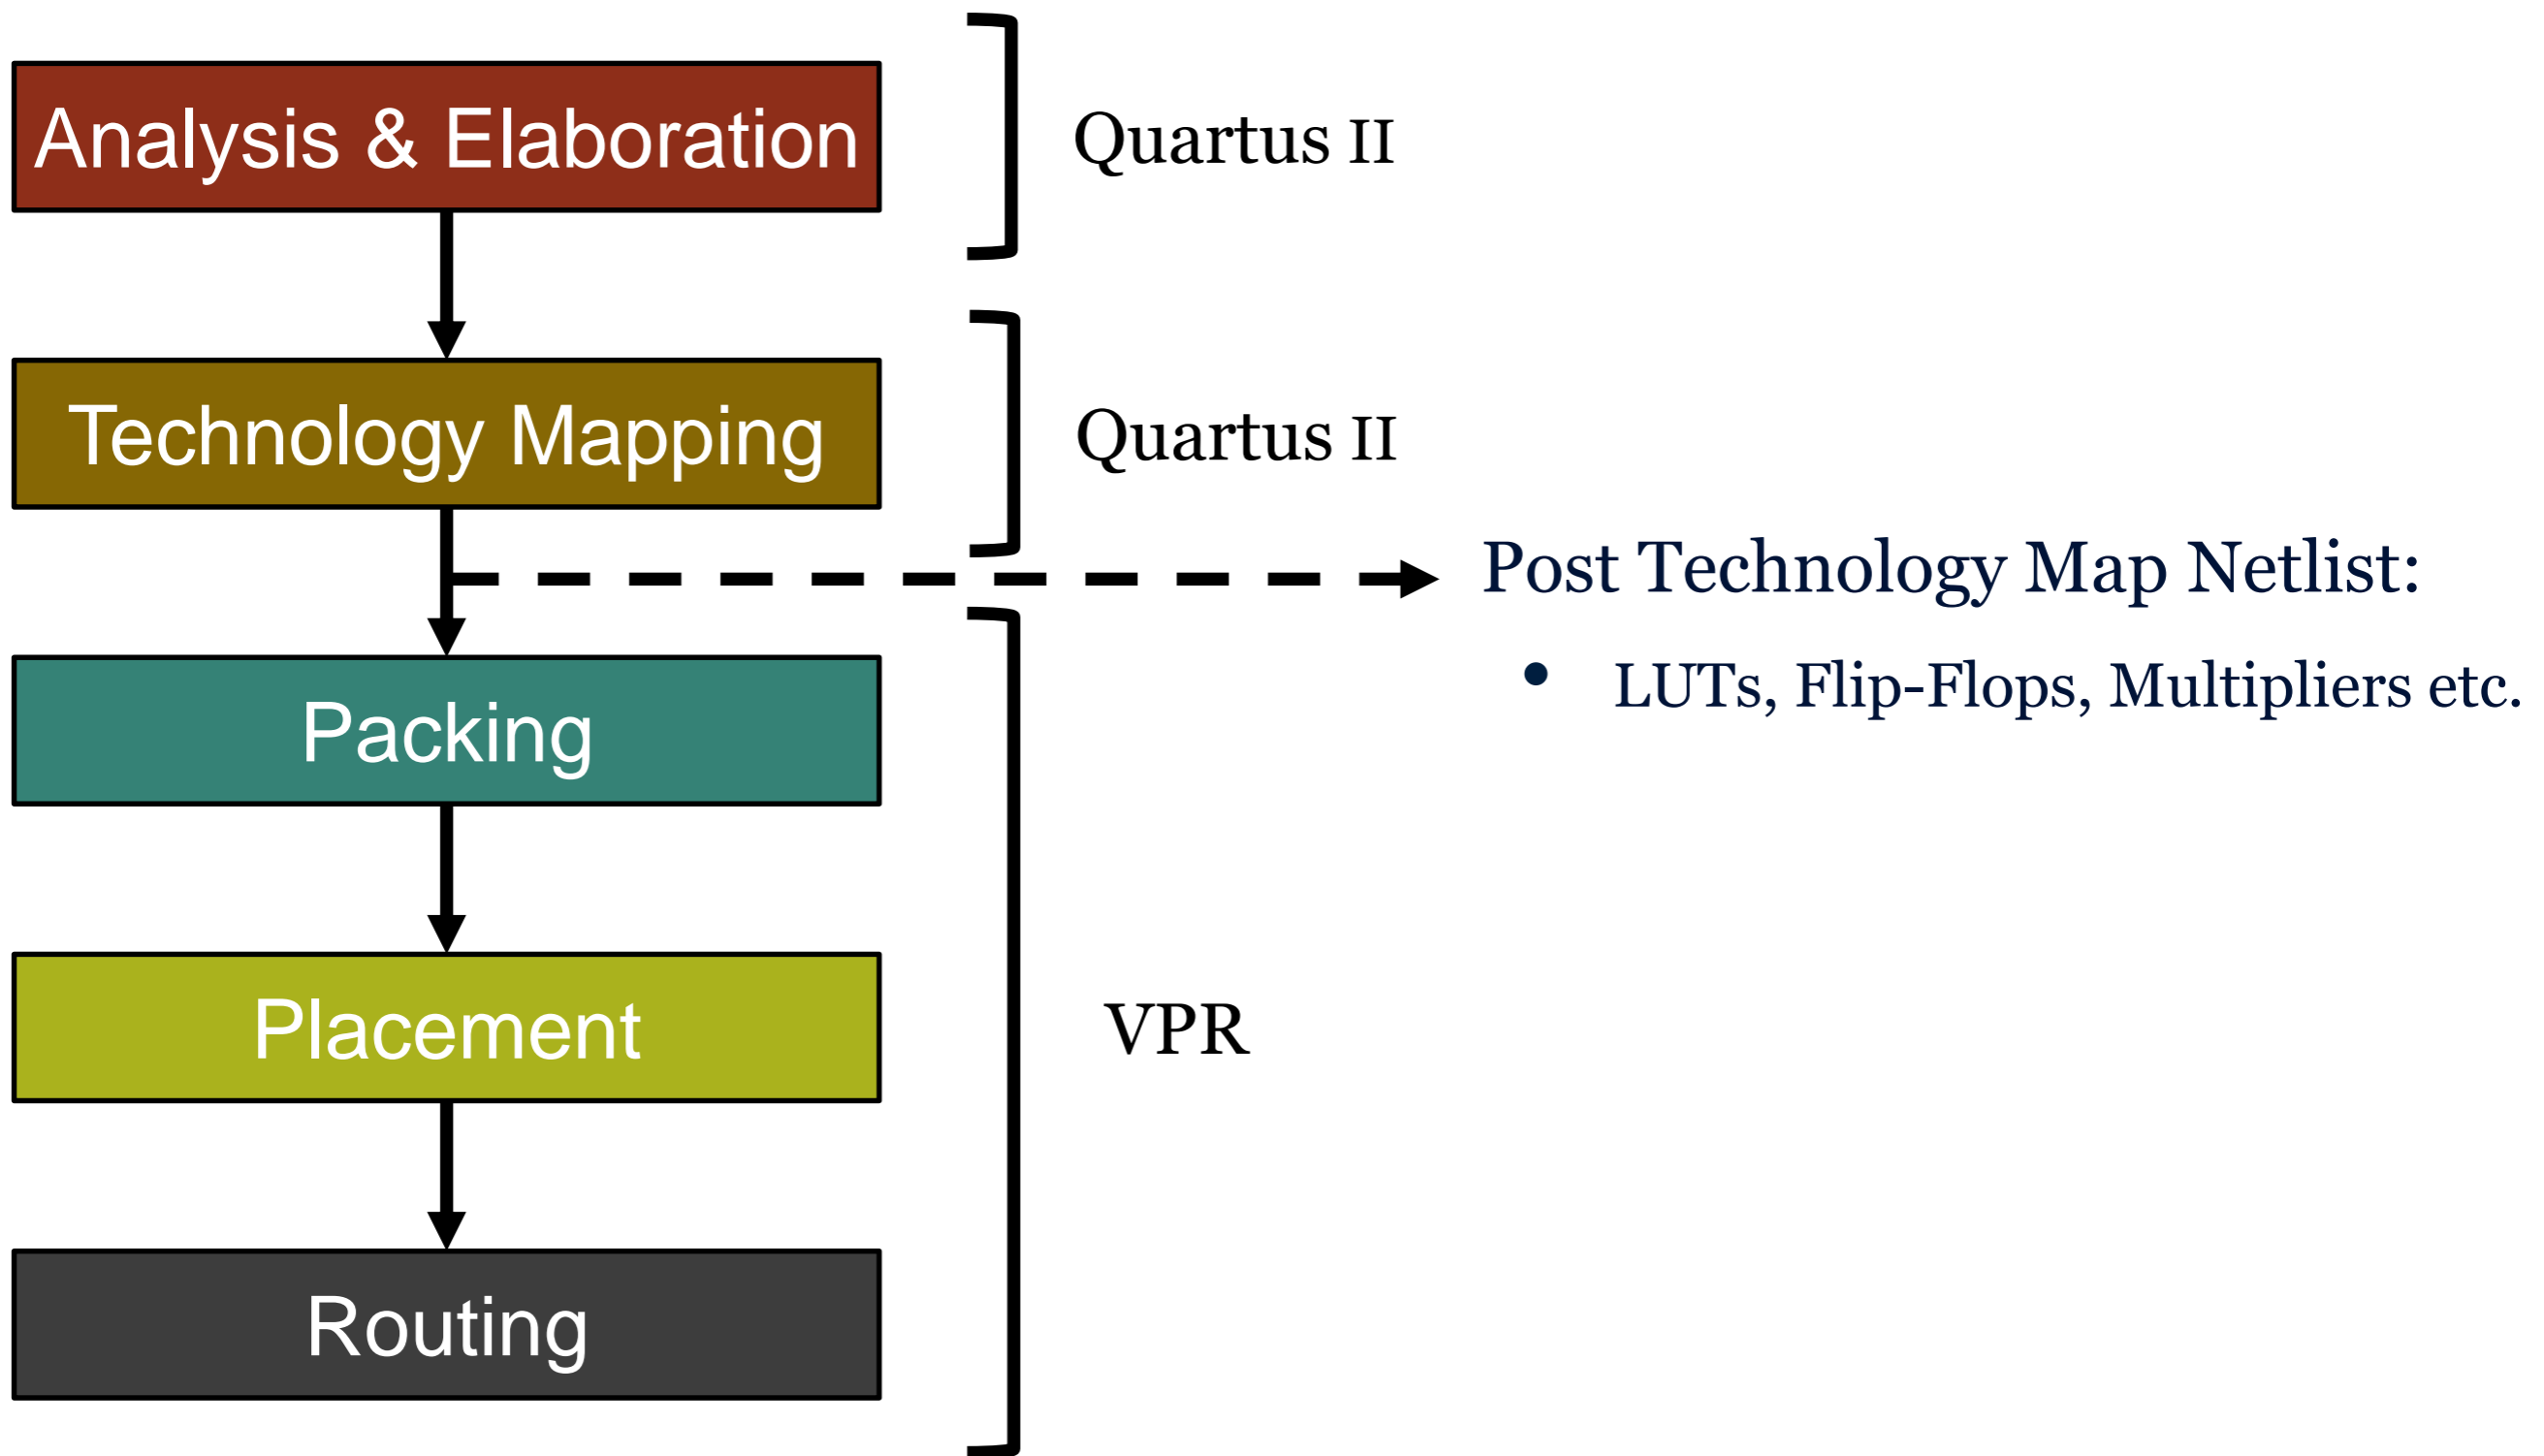 Analysis & Elaboration
Quartus II
Technology Mapping
Quartus II
Post Technology Map Netlist:
• LUTs, Flip-Flops, Multipliers etc.
Packing
Placement
VPR
Routing